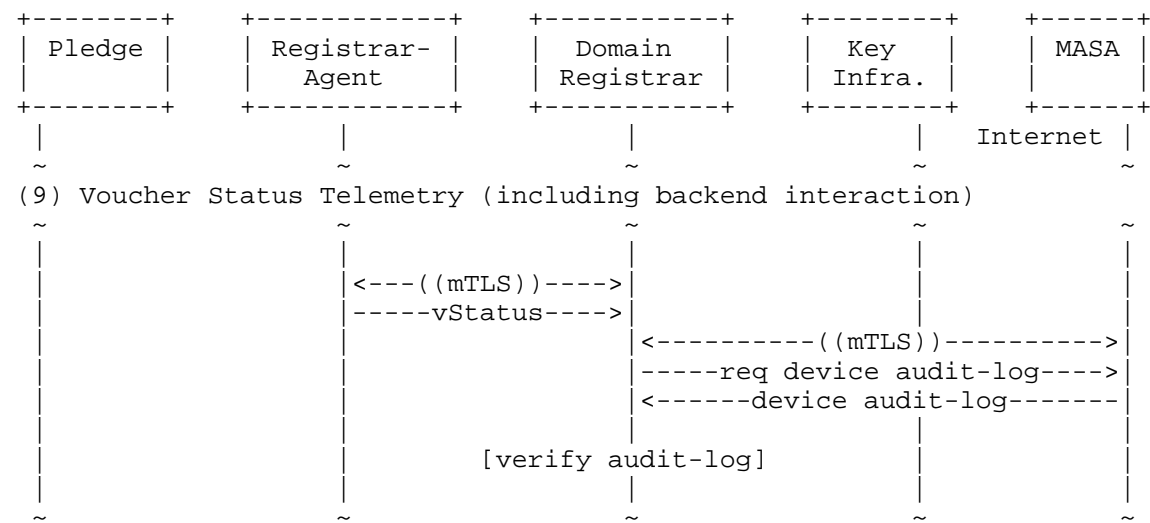 Pledge Registrar- Domain Key MASA
Agent Registrar Infra.
Internet
(9) Voucher Status Telemetry (including backend interaction)
<---((mTLS))---->
-----vStatus---->
<----------((mTLS))---------->
-----req device audit-log---->
<------device audit-log-------
[verify audit-log]